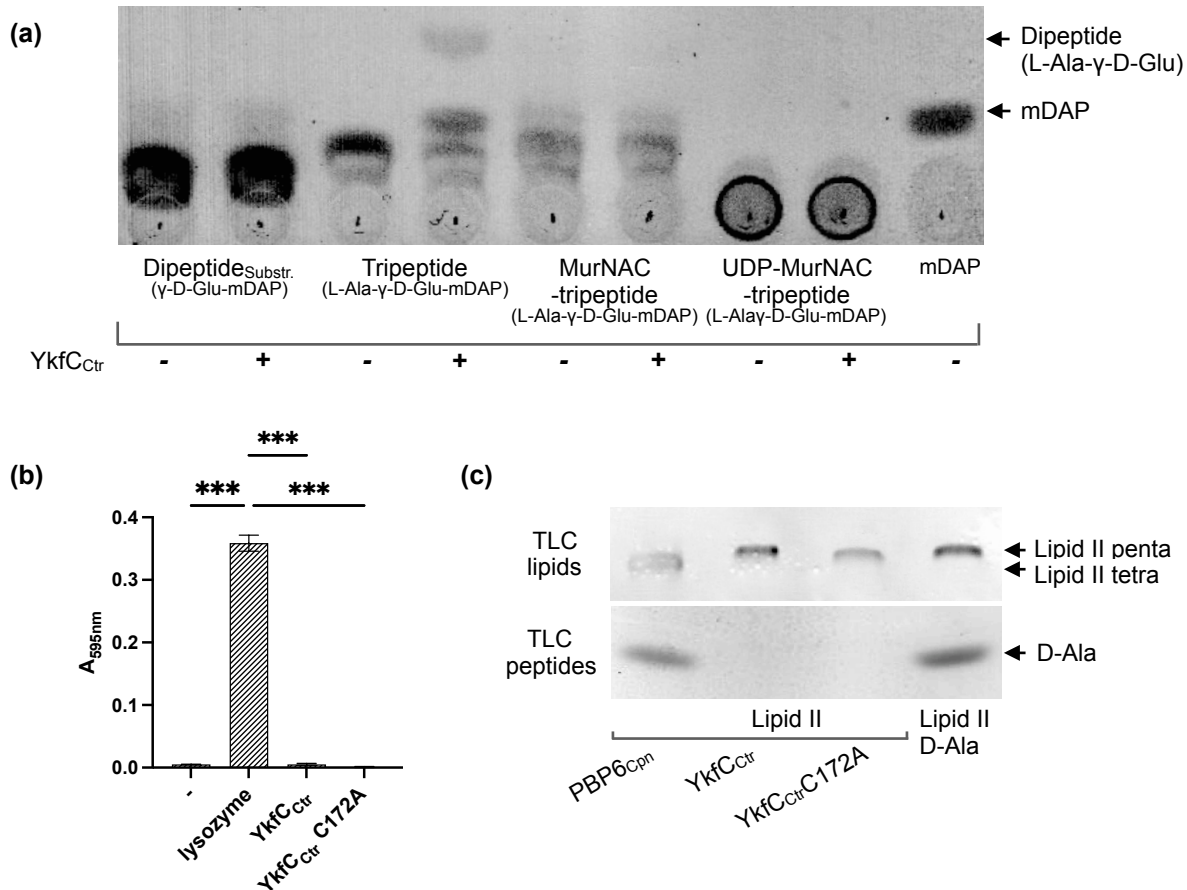 (a)
Dipeptide
(L-Ala-γ-D-Glu)
mDAP
DipeptideSubstr.
(γ-D-Glu-mDAP)
Tripeptide
(L-Ala-γ-D-Glu-mDAP)
MurNAC
-tripeptide
(L-Ala-γ-D-Glu-mDAP)
UDP-MurNAC
-tripeptide
(L-Alaγ-D-Glu-mDAP)
mDAP
YkfCCtr - + - + - + - + -
(b)
***
*** ***
A595nm
0.4
0.3
0.2
0.1
0.0
-
lysozyme
YkfCCtr
YkfCCtr C172A
(c)
TLC
lipids
Lipid II penta
Lipid II tetra
TLC
peptides
D-Ala
Lipid II
Lipid II
D-Ala
PBP6Cpn
YkfCCtr
YkfCCtrC172A